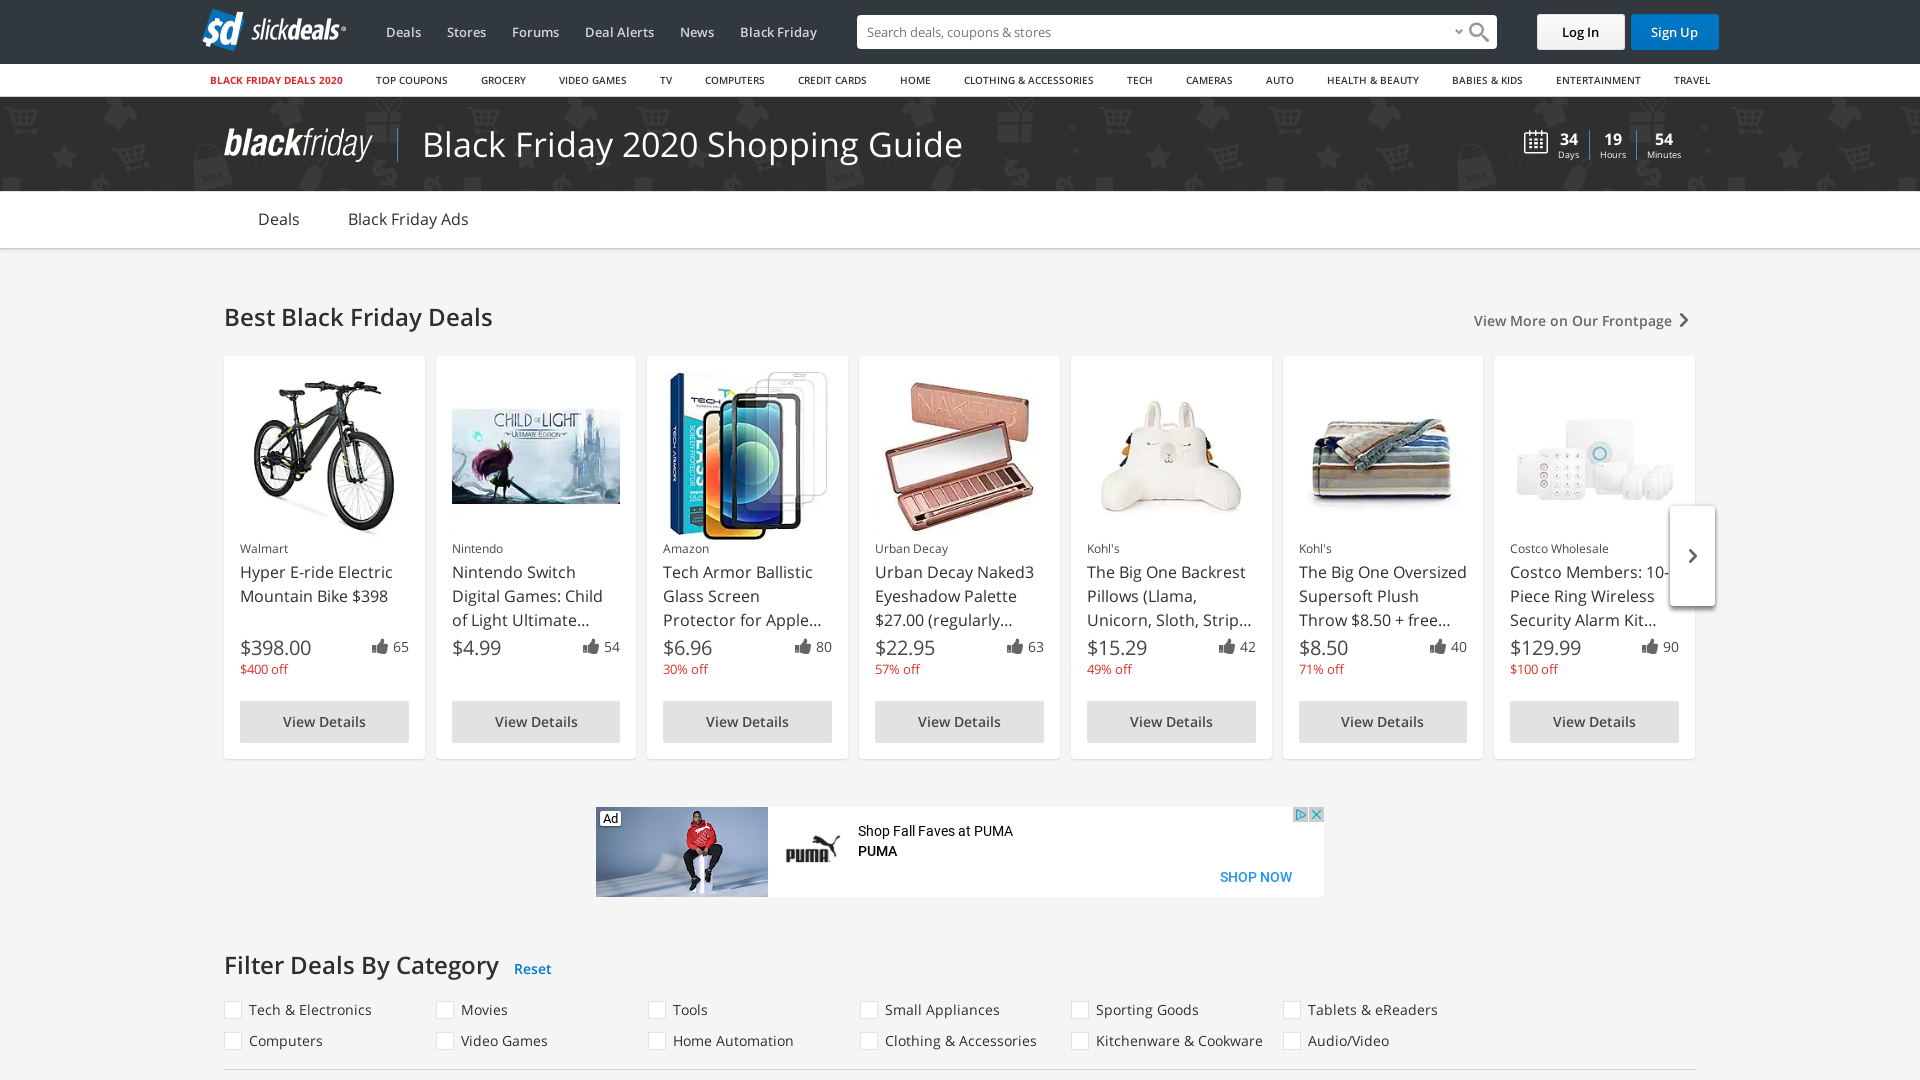 sd slickdeals
Deals Stores Forums Deal Alerts News Black Friday
Search deals, coupons & stores
Log In
Sign Up
BLACK FRIDAY DEALS 2020 TOP COUPONS GROCERY VIDEO GAMES TV COMPUTERS CREDIT CARDS HOME CLOTHING & ACCESSORIES TECH CAMERAS AUTO HEALTH & BEAUTY BABIES & KIDS ENTERTAINMENT TRAVEL
blackfriday
Black Friday 2020 Shopping Guide
34 19 54
Days Hours Minutes
Deals Black Friday Ads
Best Black Friday Deals
View More on Our Frontpage
Walmart
Hyper E-ride Electric
Mountain Bike $398
$398.00 65
$400 off
View Details
CHILD of LIGHT
ULTIMATE EDITION
Nintendo
Nintendo Switch
Digital Games: Child
of Light Ultimate...
$4.99 54
View Details
Amazon
Tech Armor Ballistic
Glass Screen
Protector for Apple...
$6.96 80
30% off
View Details
NAKED3
Urban Decay
Urban Decay Naked3
Eyeshadow Palette
$27.00 (regularly...
$22.95 63
57% off
View Details
Kohl's
The Big One Backrest
Pillows (Llama,
Unicorn, Sloth, Strip...
$15.29 42
49% off
View Details
Kohl's
The Big One Oversized
Supersoft Plush
Throw $8.50 + free...
$8.50 40
71% off
View Details
Costco Wholesale
Costco Members: 10-
Piece Ring Wireless
Security Alarm Kit...
$129.99 90
$100 off
View Details
Ad
PUMA
Shop Fall Faves at PUMA
PUMA
SHOP NOW
Filter Deals By Category Reset
Tech & Electronics Movies Tools Small Appliances Sporting Goods Tablets & eReaders
Computers Video Games Home Automation Clothing & Accessories Kitchenware & Cookware Audio/Video